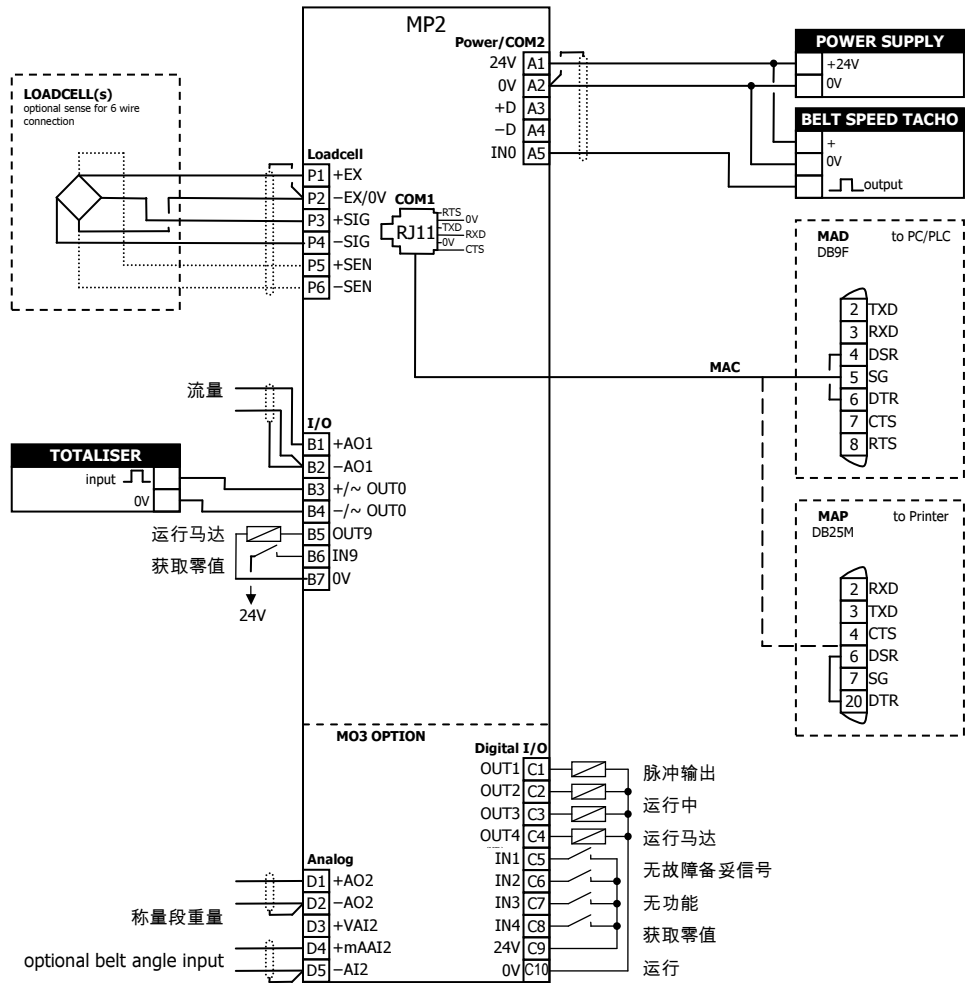 MP2
Power/COM2
24V A1
0V A2
+D A3
−D A4
IN0 A5
POWER SUPPLY
+24V
0V
BELT SPEED TACHO
+
0V
output
LOADCELL(s)
optional sense for 6 wire
connection
Loadcell
P1 +EX
P2 −EX/0V
P3 +SIG
P4 −SIG
P5 +SEN
P6 −SEN
COM1
RJ11
RTS
0V
TXD
RXD
0V
CTS
MAC
MAD to PC/PLC
DB9F
2 TXD
3 RXD
4 DSR
5 SG
6 DTR
7 CTS
8 RTS
MAP to Printer
DB25M
2 RXD
3 TXD
4 CTS
6 DSR
7 SG
20 DTR
流量
I/O
B1 +AO1
B2 −AO1
B3 +/~ OUT0
B4 −/~ OUT0
B5 OUT9
B6 IN9
B7 0V
TOTALISER
input
0V
运行马达
获取零值
24V
MO3 OPTION
Digital I/O
OUT1 C1
OUT2 C2
OUT3 C3
OUT4 C4
IN1 C5
IN2 C6
IN3 C7
IN4 C8
24V C9
0V C10
脉冲输出
运行中
运行马达
无故障备妥信号
无功能
获取零值
运行
Analog
D1 +AO2
D2 −AO2
D3 +VAI2
D4 +mAAI2
D5 −AI2
称量段重量
optional belt angle input